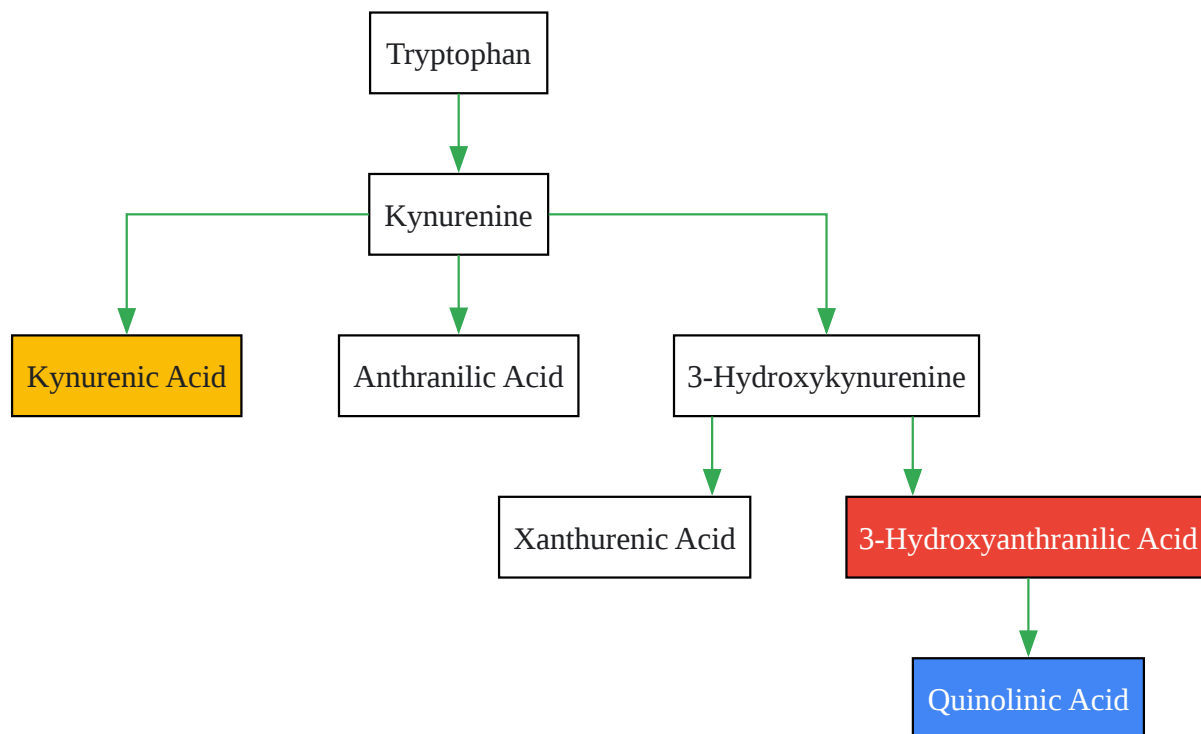 Tryptophan
Kynurenine
Kynurenic Acid
Anthranilic Acid
3-Hydroxykynurenine
Xanthurenic Acid
3-Hydroxyanthranilic Acid
Quinolinic Acid